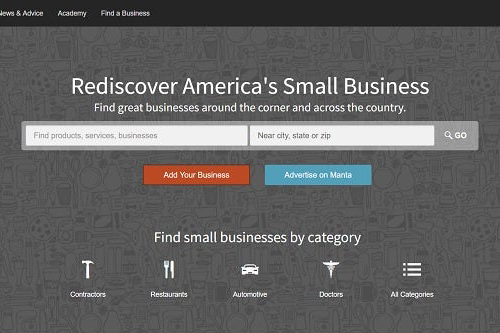 News & Advice Academy Find a Business
Rediscover America's Small Business
Find great businesses around the corner and across the country.
Find products, services, businesses Near city, state or zip GO
Add Your Business Advertise on Manta
Find small businesses by category
Contractors Restaurants Automotive Doctors All Categories